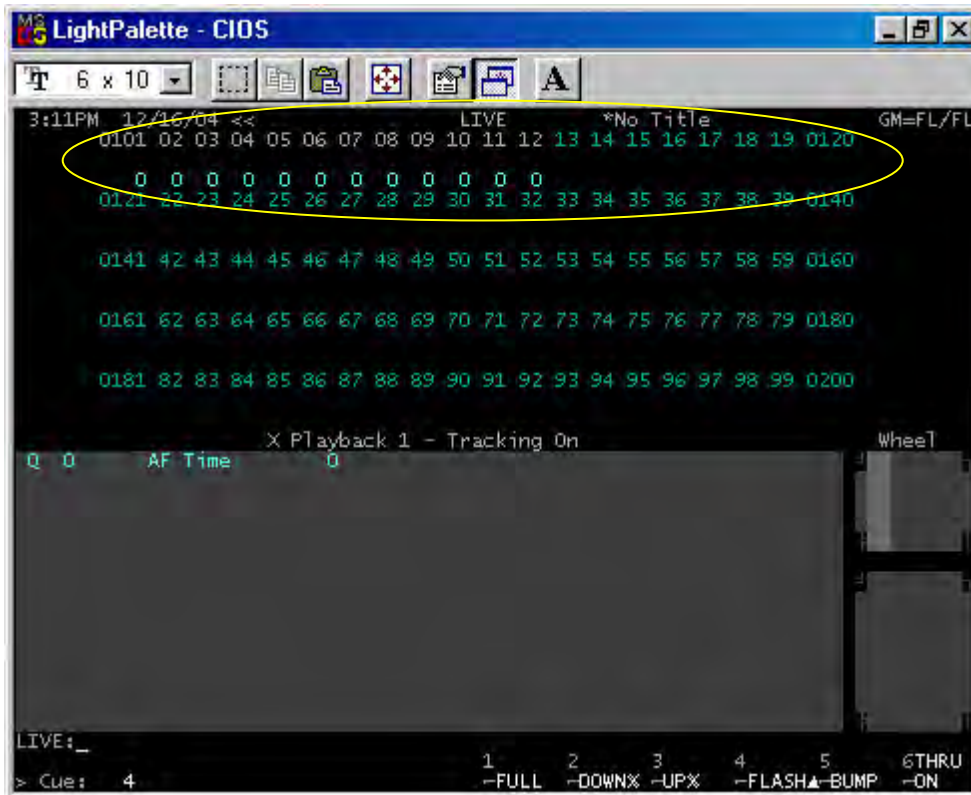 LightPalette - CIOS
6 x 10 A
3:11PM 12/16/04 << LIVE *No Title GM=FL/FL
0101 02 03 04 05 06 07 08 09 10 11 12 13 14 15 16 17 18 19 0120
0 0 0 0 0 0 0 0 0 0 0 0
0121 22 23 24 25 26 27 28 29 30 31 32 33 34 35 36 37 38 39 0140
0141 42 43 44 45 46 47 48 49 50 51 52 53 54 55 56 57 58 59 0160
0161 62 63 64 65 66 67 68 69 70 71 72 73 74 75 76 77 78 79 0180
0181 82 83 84 85 86 87 88 89 90 91 92 93 94 95 96 97 98 99 0200
X Playback 1 - Tracking On Wheel
Q 0 AF Time 0
LIVE:_
1 2 3 4 5 6THRU
> Cue: 4 ¬FULL ¬DOWN% ¬UP% ¬FLASH▲¬BUMP ¬ON